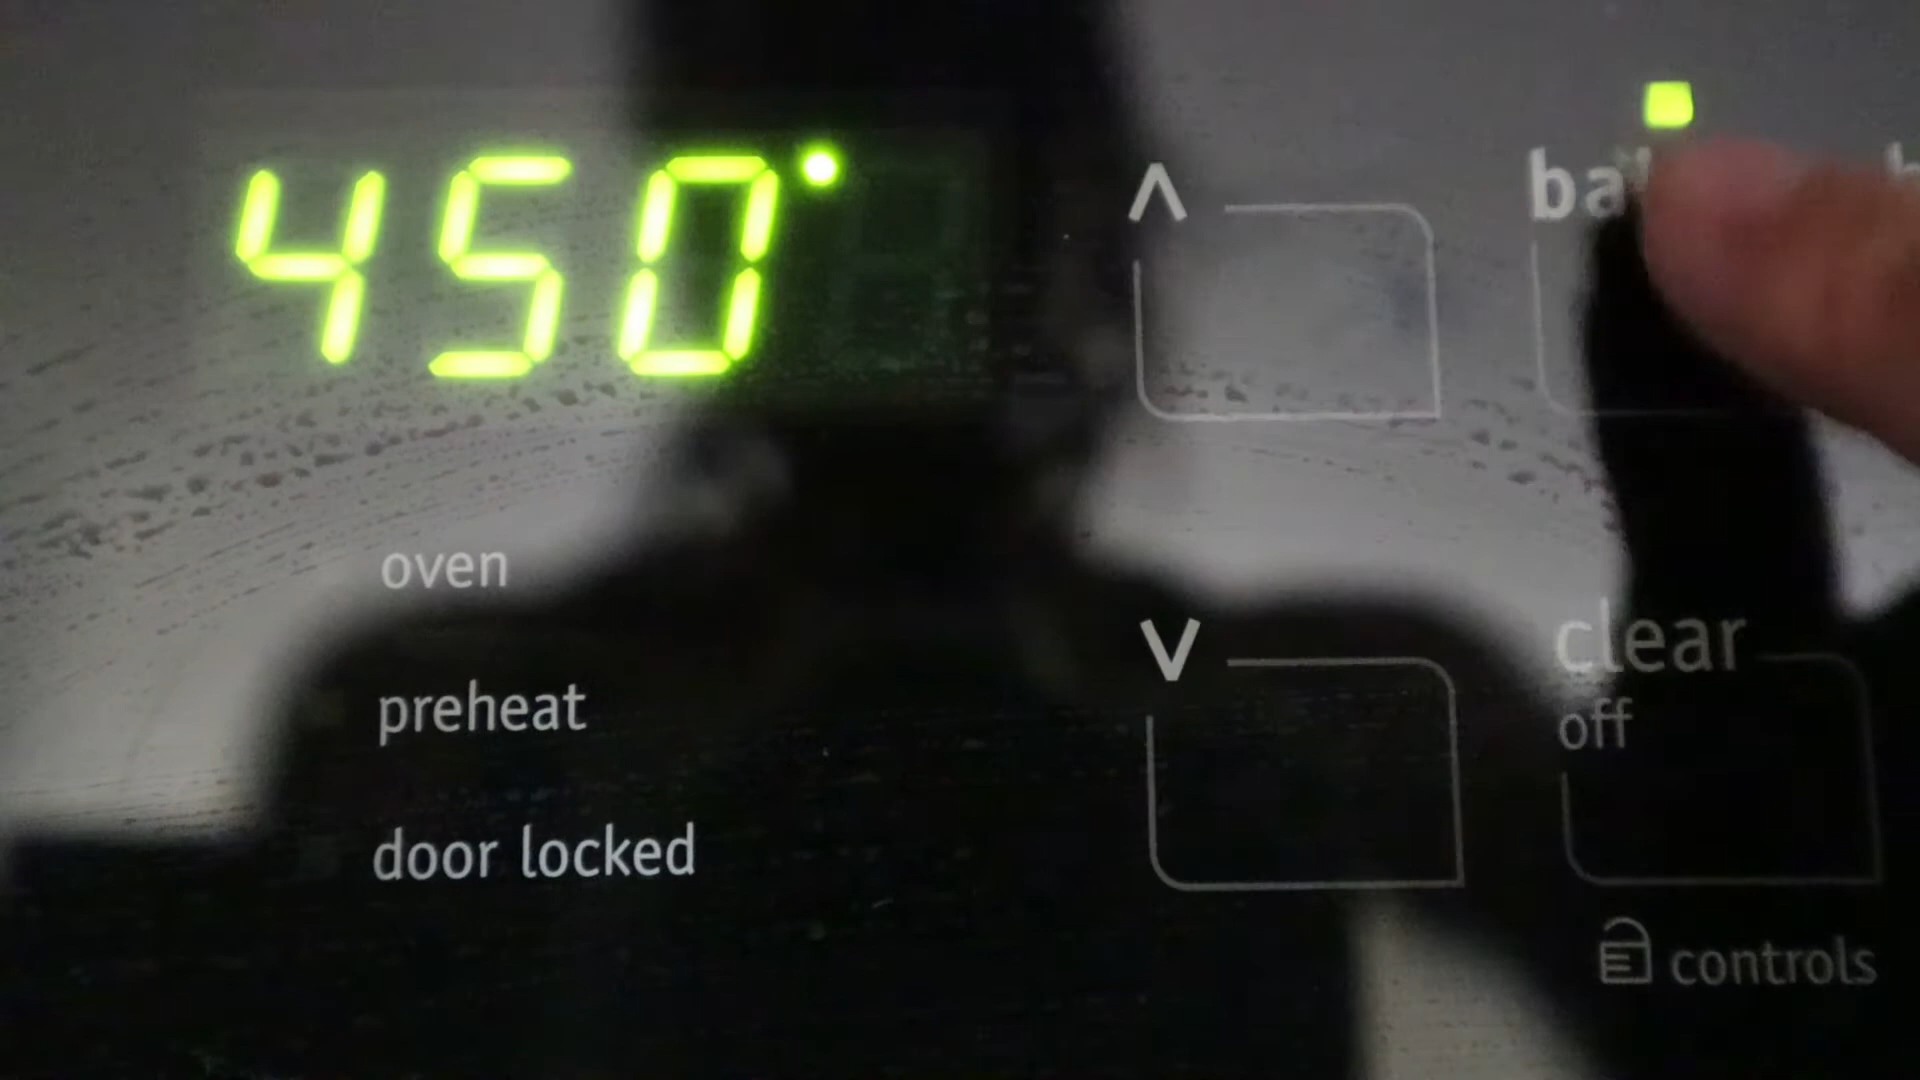 450°
oven
preheat
door locked
clear
off
controls